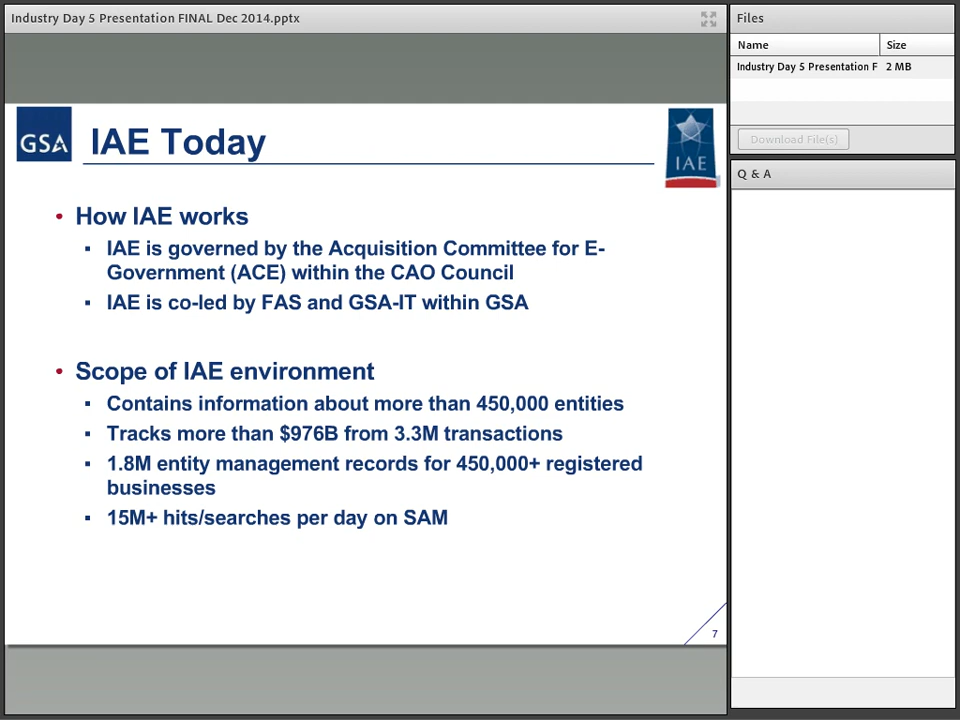 Industry Day 5 Presentation FINAL Dec 2014.pptx
GSA
IAE Today
IAE
• How IAE works
▪ IAE is governed by the Acquisition Committee for E-
Government (ACE) within the CAO Council
▪ IAE is co-led by FAS and GSA-IT within GSA
• Scope of IAE environment
▪ Contains information about more than 450,000 entities
▪ Tracks more than $976B from 3.3M transactions
▪ 1.8M entity management records for 450,000+ registered
businesses
▪ 15M+ hits/searches per day on SAM
7
Files
Name Size
Industry Day 5 Presentation F 2 MB
Download File(s)
Q & A